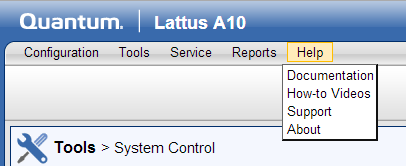 Quantum. Lattus A10
Configuration Tools Service Reports Help
Documentation
How-to Videos
Support
About
Tools > System Control